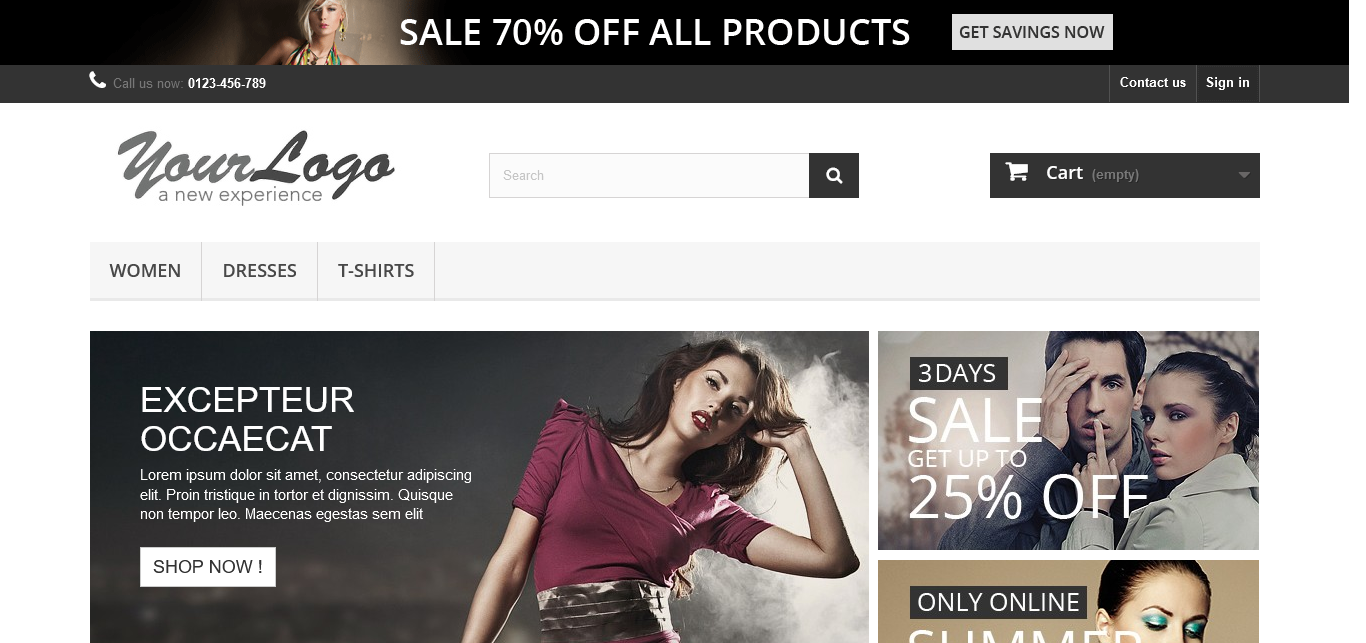 SALE 70% OFF ALL PRODUCTS
GET SAVINGS NOW
Call us now: 0123-456-789
Contact us
Sign in
YourLogo
a new experience
Search
Cart (empty)
WOMEN
DRESSES
T-SHIRTS
EXCEPTEUR
OCCAECAT
Lorem ipsum dolor sit amet, consectetur adipiscing
elit. Proin tristique in tortor et dignissim. Quisque
non tempor leo. Maecenas egestas sem elit
SHOP NOW !
3 DAYS
SALE
GET UP TO
25% OFF
ONLY ONLINE
SUMMER